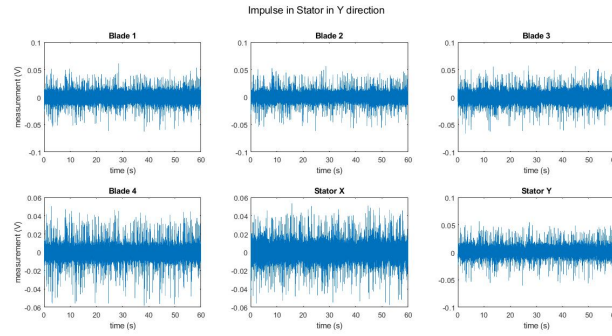 Impulse in Stator in Y direction
Blade 1
Blade 2
Blade 3
0.1
0.05
0
-0.05
-0.1
measurement (V)
0 10 20 30 40 50 60
time (s)
0.1
0.05
0
-0.05
-0.1
0 10 20 30 40 50 60
time (s)
0.1
0.05
0
-0.05
-0.1
0 10 20 30 40 50 60
time (s)
Blade 4
Stator X
Stator Y
0.06
0.04
0.02
0
-0.02
-0.04
-0.06
measurement (V)
0 10 20 30 40 50 60
time (s)
0.06
0.04
0.02
0
-0.02
-0.04
-0.06
0 10 20 30 40 50 60
time (s)
0.1
0.05
0
-0.05
-0.1
0 10 20 30 40 50 60
time (s)